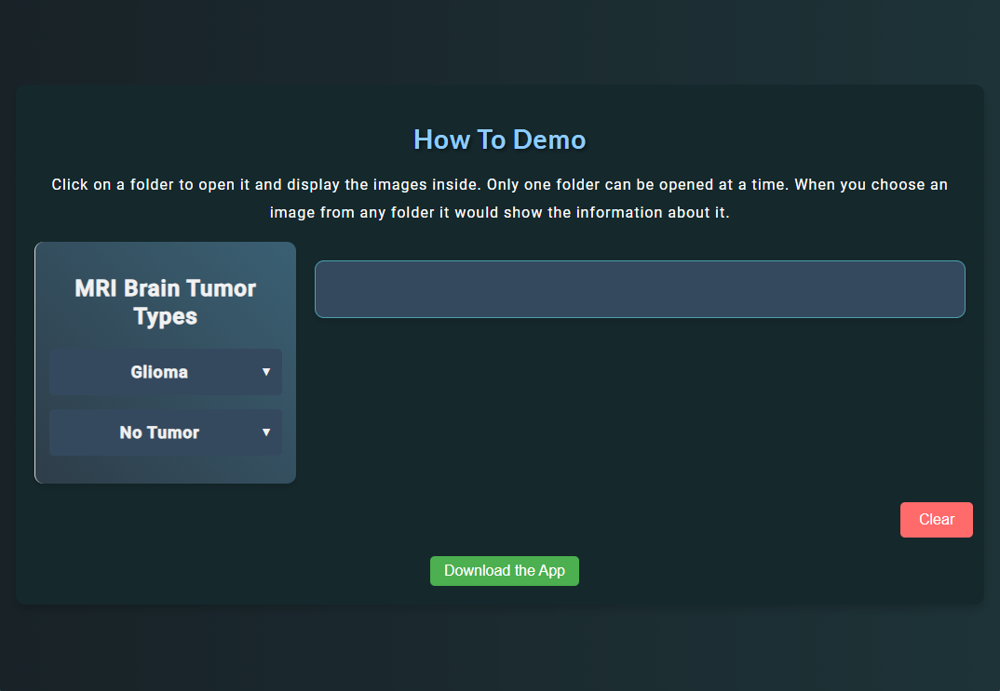 How To Demo
Click on a folder to open it and display the images inside. Only one folder can be opened at a time. When you choose an
image from any folder it would show the information about it.
MRI Brain Tumor
Types
Glioma ▼
No Tumor ▼
Clear
Download the App